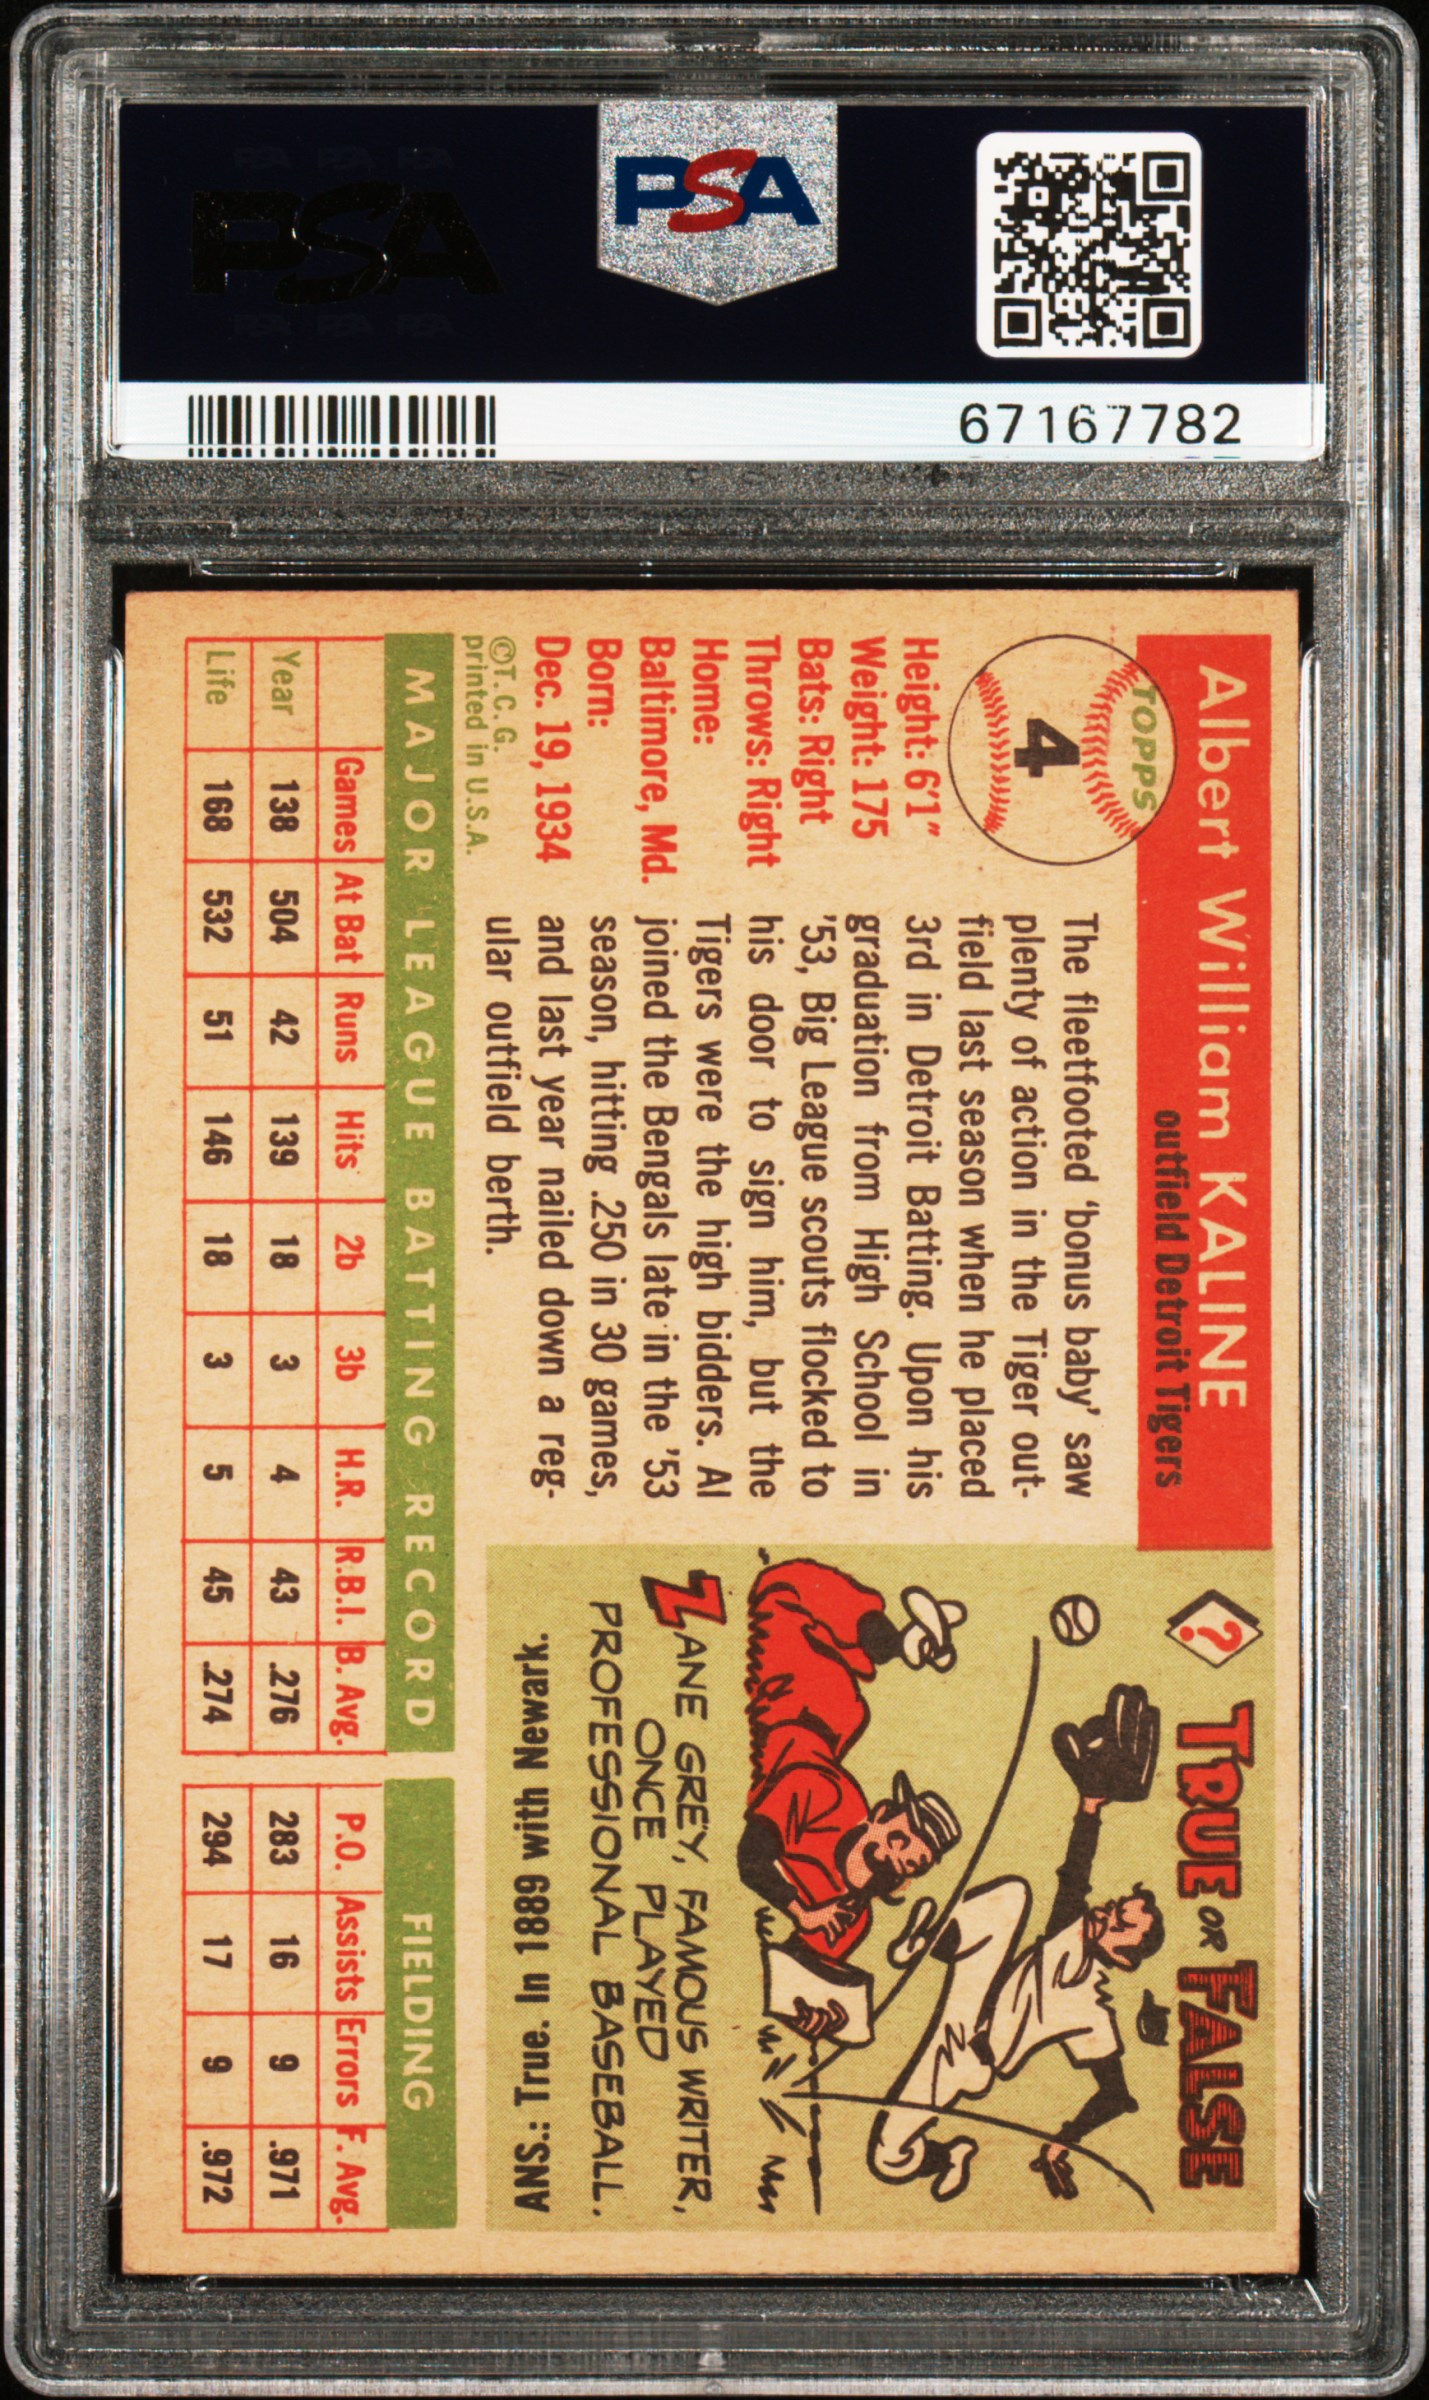 PSA
PSA
67167782
Albert William KALINE
outfield Detroit Tigers
TOPPS
4
Height: 6'1"
Weight: 175
Bats: Right
Throws: Right
Home:
Baltimore, Md.
Born:
Dec. 19, 1934
©T. C. G.
printed in U.S.A.
The fleetfooted 'bonus baby' saw
plenty of action in the Tiger out-
field last season when he placed
3rd in Detroit Batting. Upon his
graduation from High School in
'53, Big League scouts flocked to
his door to sign him, but the
Tigers were the high bidders. Al
joined the Bengals late in the '53
season, hitting .250 in 30 games,
and last year nailed down a reg-
ular outfield berth.
? TRUE OR FALSE
ZANE GREY, FAMOUS WRITER,
ONCE PLAYED
PROFESSIONAL BASEBALL.
ANS.: True. In 1889 with Newark.
MAJOR LEAGUE BATTING RECORD FIELDING
Games At Bat Runs Hits 2b 3b H.R. R.B.I. B. Avg. P.O. Assists Errors F. Avg.
Year 138 504 42 139 18 3 4 43 .276 283 16 9 .971
Life 168 532 51 146 18 3 5 45 .274 294 17 9 .972